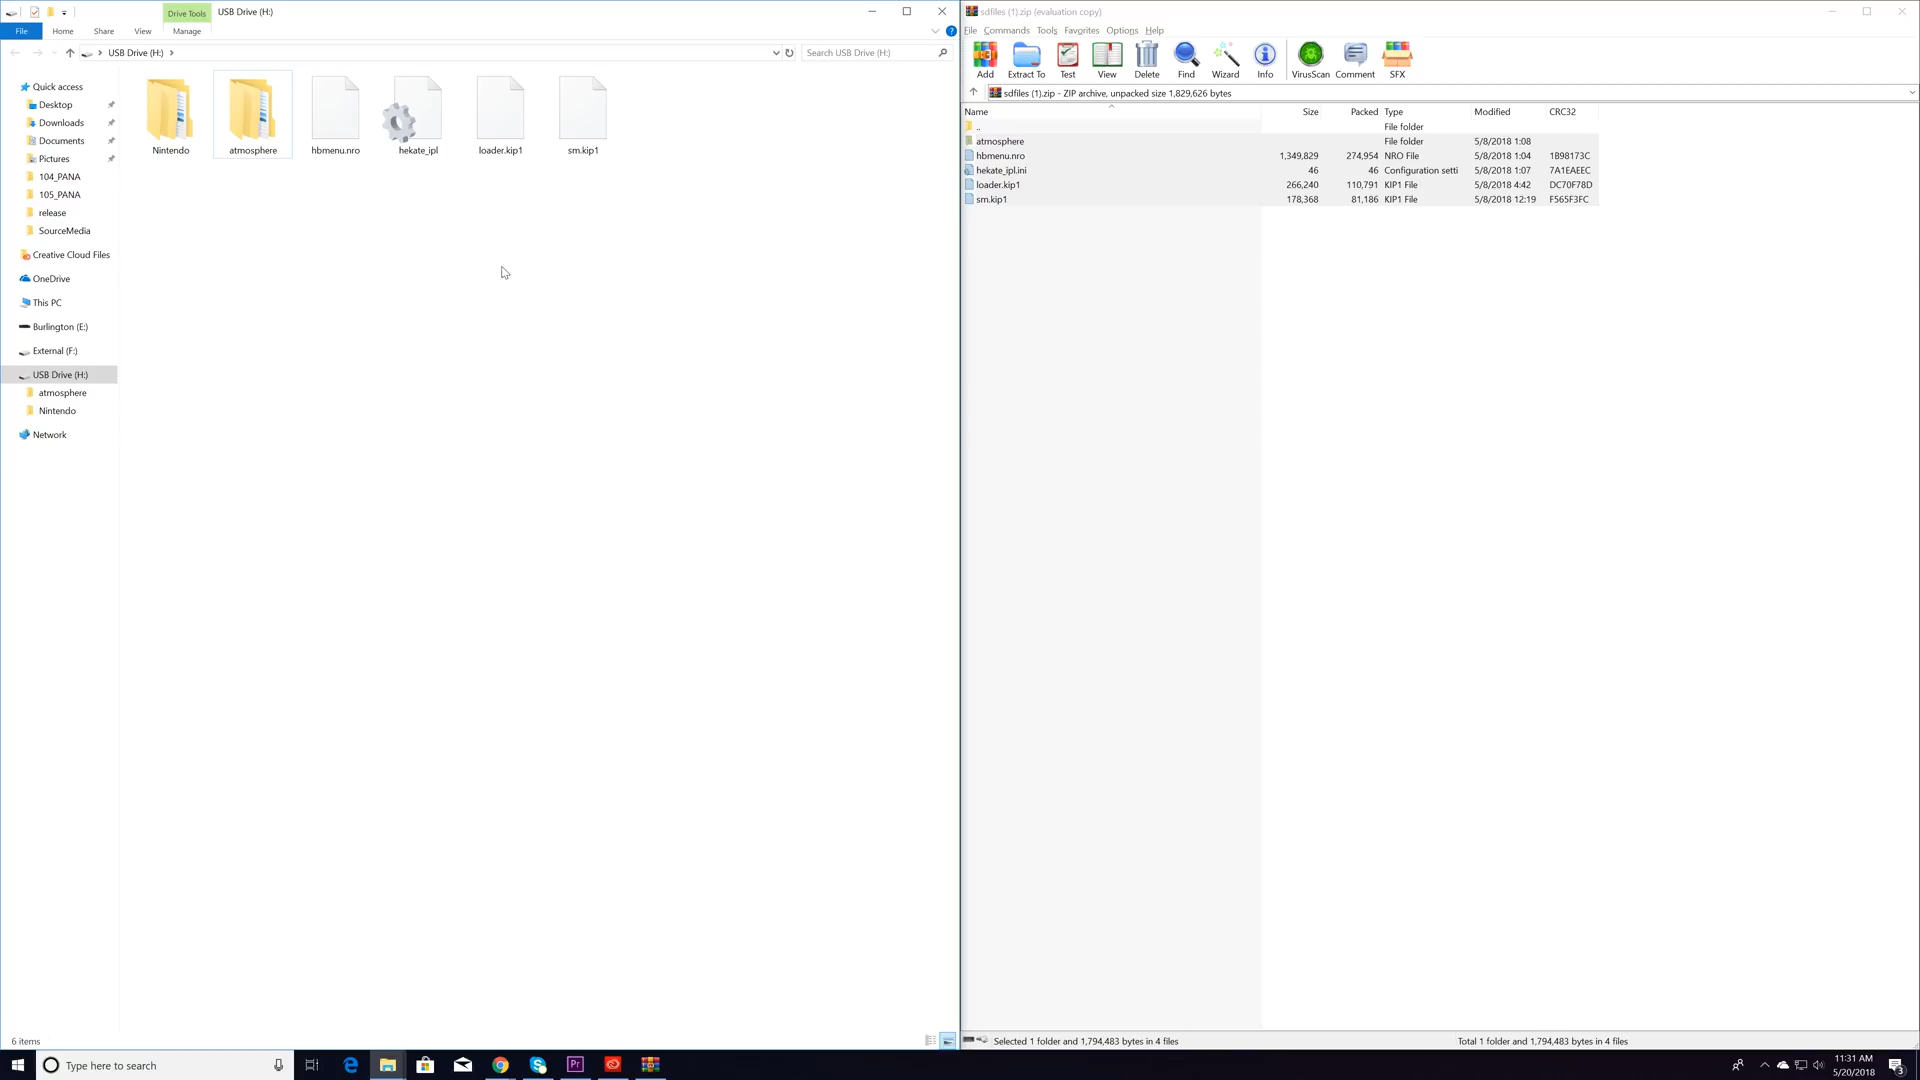 Drive Tools
USB Drive (H:)
File
Home
Share
View
Manage
USB Drive (H:)
Search USB Drive (H:)
Quick access
Desktop
Downloads
Documents
Pictures
104_PANA
105_PANA
release
SourceMedia
Creative Cloud Files
OneDrive
This PC
Burlington (E:)
External (F:)
USB Drive (H:)
atmosphere
Nintendo
Network
Nintendo
atmosphere
hbmenu.nro
hekate_ipl
loader.kip1
sm.kip1
6 items
sdfiles (1).zip (evaluation copy)
File Commands Tools Favorites Options Help
Add Extract To Test View Delete Find Wizard Info VirusScan Comment SFX
sdfiles (1).zip - ZIP archive, unpacked size 1,829,626 bytes
Name Size Packed Type Modified CRC32
.. File folder
atmosphere File folder 5/8/2018 1:08
hbmenu.nro 1,349,829 274,954 NRO File 5/8/2018 1:04 1B98173C
hekate_ipl.ini 46 46 Configuration setti 5/8/2018 1:07 7A1EAEEC
loader.kip1 266,240 110,791 KIP1 File 5/8/2018 4:42 DC70F78D
sm.kip1 178,368 81,186 KIP1 File 5/8/2018 12:19 F565F3FC
Selected 1 folder and 1,794,483 bytes in 4 files
Total 1 folder and 1,794,483 bytes in 4 files
Type here to search
Pr
11:31 AM
5/20/2018
3